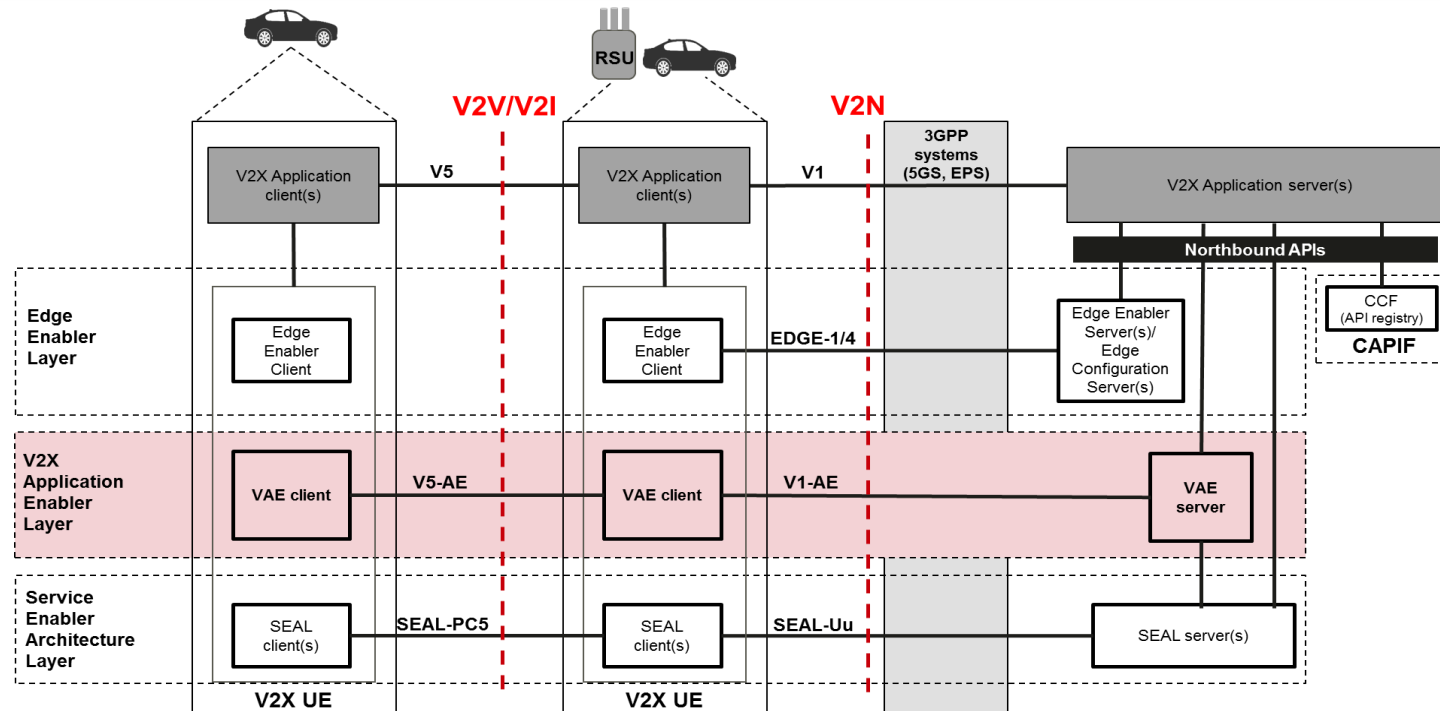 RSU
V2V/V2I
V2N
3GPP
systems
(5GS, EPS)
V2X Application
client(s)
V5
V2X Application
client(s)
V1
V2X Application server(s)
Northbound APIs
Edge
Enabler
Layer
Edge
Enabler
Client
Edge
Enabler
Client
EDGE-1/4
Edge Enabler
Server(s)/
Edge
Configuration
Server(s)
CCF
(API registry)
CAPIF
V2X
Application
Enabler
Layer
VAE client
V5-AE
VAE client
V1-AE
VAE
server
Service
Enabler
Architecture
Layer
SEAL
client(s)
SEAL-PC5
SEAL
client(s)
SEAL-Uu
SEAL server(s)
V2X UE
V2X UE